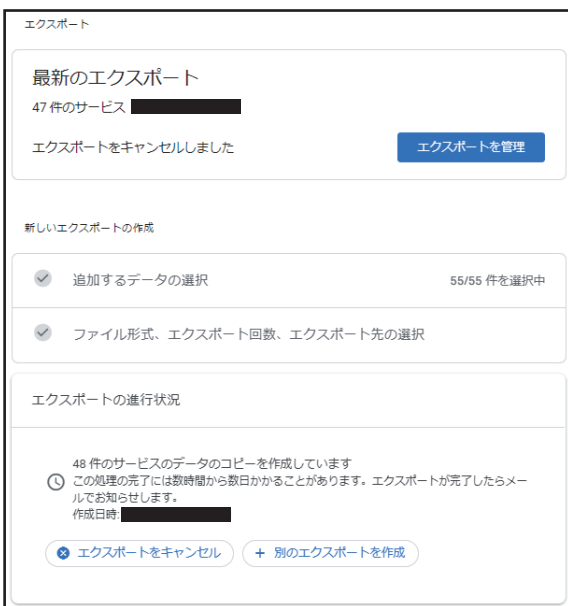 エクスポート
最新のエクスポート
47 件のサービス
エクスポートをキャンセルしました
エクスポートを管理
新しいエクスポートの作成
追加するデータの選択
55/55 件を選択中
ファイル形式、エクスポート回数、エクスポート先の選択
エクスポートの進行状況
48 件のサービスのデータのコピーを作成しています
この処理の完了には数時間から数日かかることがあります。エクスポートが完了したらメー
ルでお知らせします。
作成日時:
エクスポートをキャンセル
+ 別のエクスポートを作成